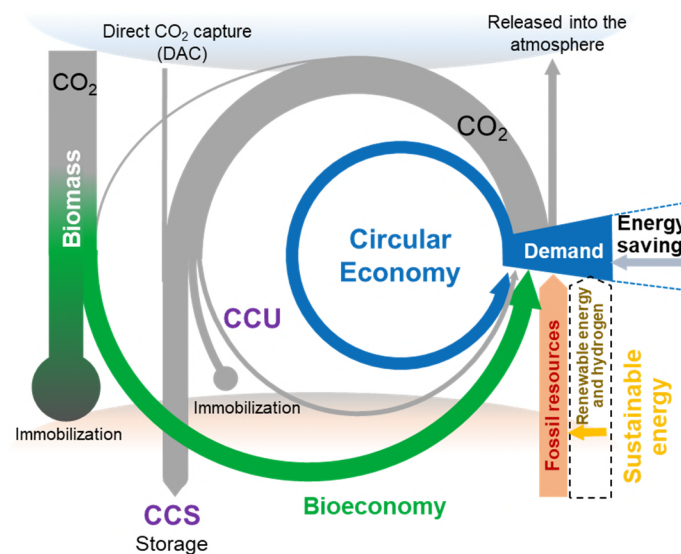 Direct CO₂ capture
(DAC)
Released into the
atmosphere
CO₂
CO₂
Biomass
Circular
Economy
Demand
Energy
saving
CCU
Immobilization
Immobilization
Fossil resources
Renewable energy
and hydrogen
Sustainable
energy
Bioeconomy
CCS
Storage